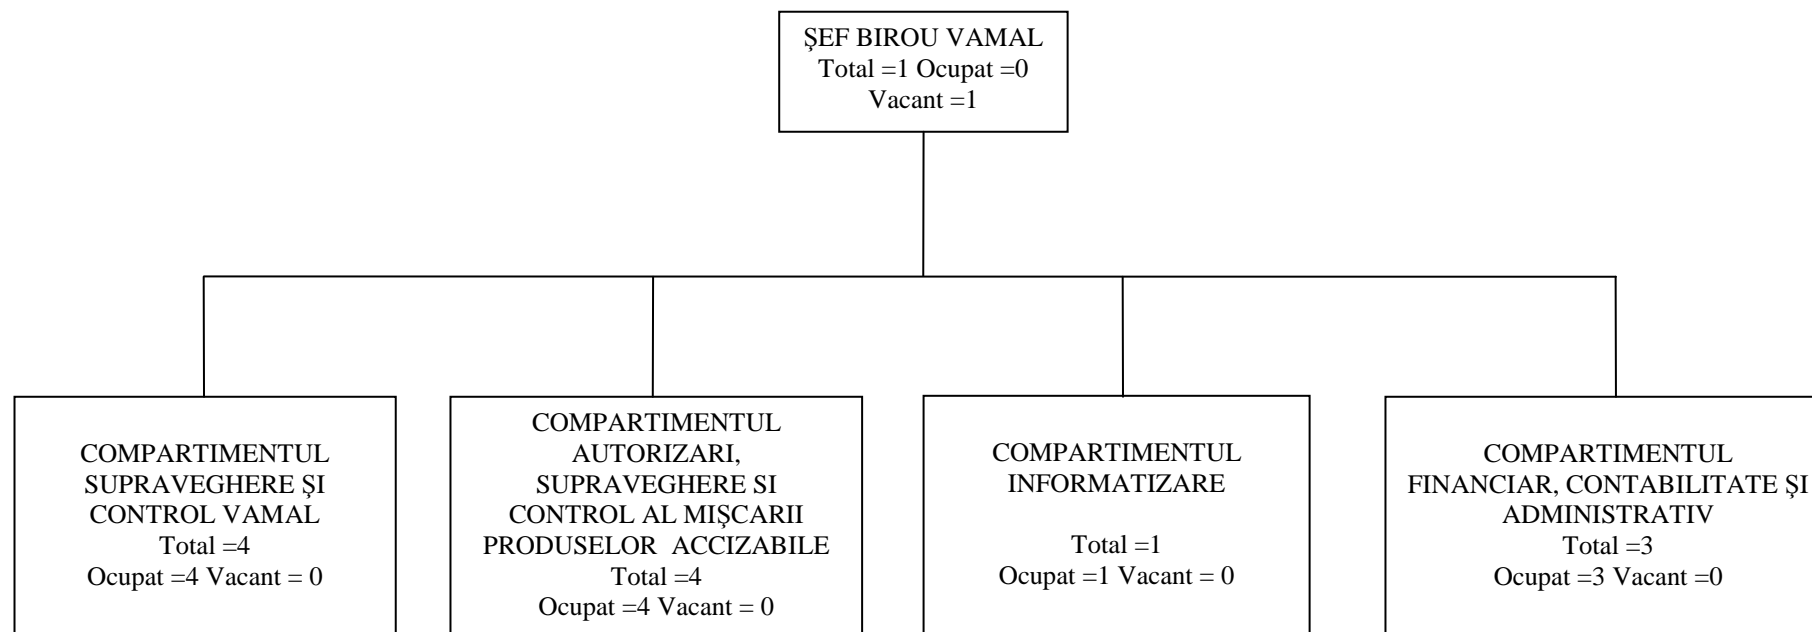 ŞEF BIROU VAMAL
Total =1 Ocupat =0
Vacant =1
COMPARTIMENTUL
SUPRAVEGHERE ŞI
CONTROL VAMAL
Total =4
Ocupat =4 Vacant = 0
COMPARTIMENTUL
AUTORIZARI,
SUPRAVEGHERE SI
CONTROL AL MIŞCARII
PRODUSELOR ACCIZABILE
Total =4
Ocupat =4 Vacant = 0
COMPARTIMENTUL
INFORMATIZARE
Total =1
Ocupat =1 Vacant = 0
COMPARTIMENTUL
FINANCIAR, CONTABILITATE ŞI
ADMINISTRATIV
Total =3
Ocupat =3 Vacant =0